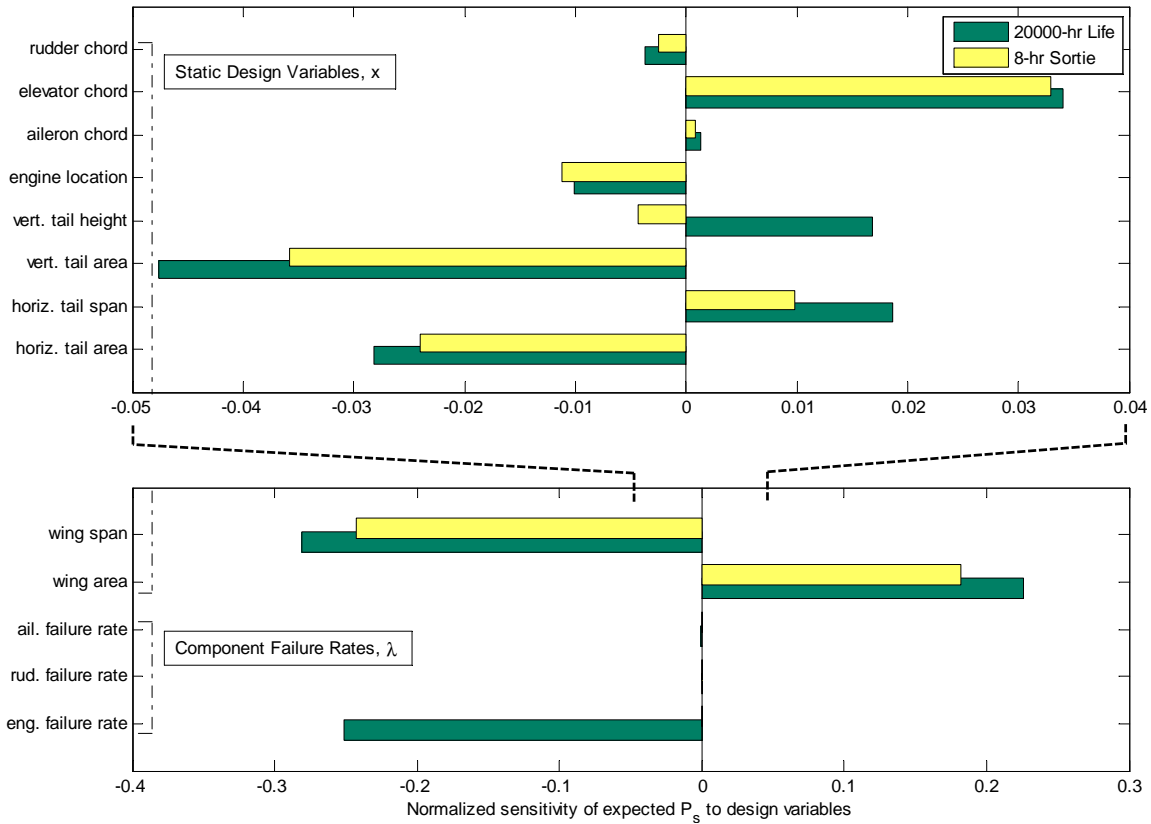 20000-hr Life
8-hr Sortie
Static Design Variables, x
rudder chord
elevator chord
aileron chord
engine location
vert. tail height
vert. tail area
horiz. tail span
horiz. tail area
-0.05 -0.04 -0.03 -0.02 -0.01 0 0.01 0.02 0.03 0.04
wing span
wing area
ail. failure rate
Component Failure Rates, λ
rud. failure rate
eng. failure rate
-0.4 -0.3 -0.2 -0.1 0 0.1 0.2 0.3
Normalized sensitivity of expected Ps to design variables